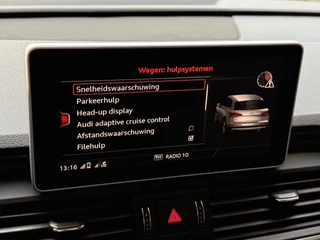 Wagen: hulpsystemen
Snelheidswaarschuwing
Parkeerhulp
Head-up display
Audi adaptive cruise control
Afstandswaarschuwing
Filehulp
13:16
RADIO 10